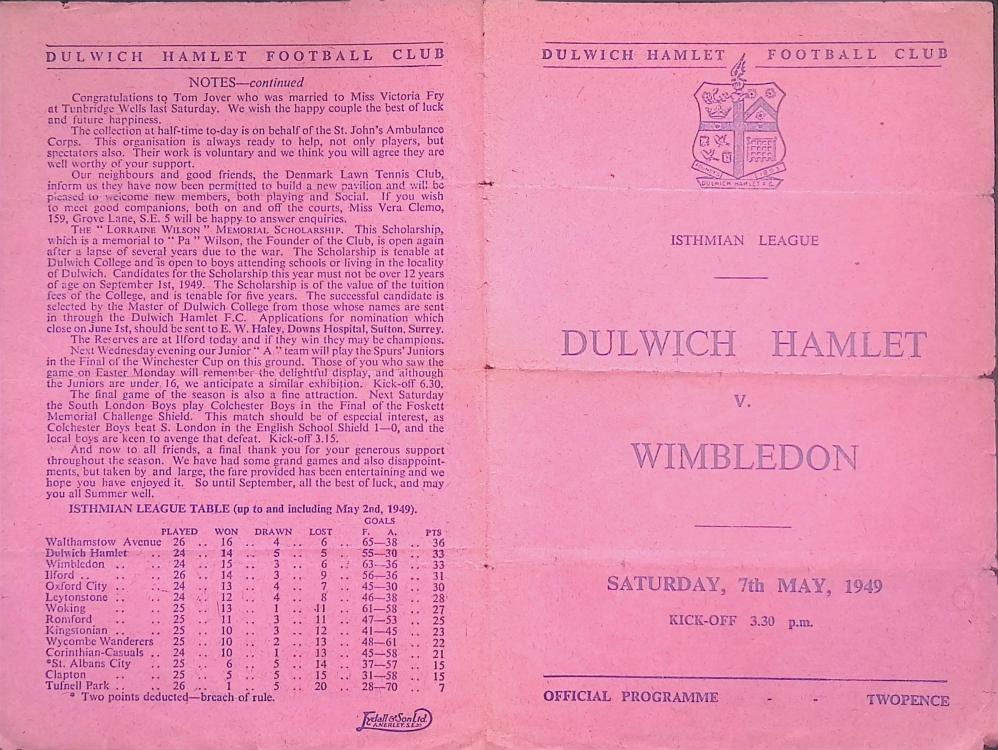 DULWICH HAMLET FOOTBALL CLUB
NOTES—continued
Congratulations to Tom Jover who was married to Miss Victoria Fry
at Tunbridge Wells last Saturday. We wish the happy couple the best of luck
and future happiness.
The collection at half-time to-day is on behalf of the St. John's Ambulance
Corps. This organisation is always ready to help, not only players, but
spectators also. Their work is voluntary and we think you will agree they are
well worthy of your support.
Our neighbours and good friends, the Denmark Lawn Tennis Club,
inform us they have now been permitted to build a new pavilion and will be
pleased to welcome new members, both playing and Social. If you wish
to meet good companions, both on and off the courts, Miss Vera Clemo,
159, Grove Lane, S.E. 5 will be happy to answer enquiries.
THE "LORRAINE WILSON" MEMORIAL SCHOLARSHIP. This Scholarship,
which is a memorial to "Pa" Wilson, the Founder of the Club, is open again
after a lapse of several years due to the war. The Scholarship is tenable at
Dulwich College and is open to boys attending schools or living in the locality
of Dulwich. Candidates for the Scholarship this year must not be over 12 years
of age on September 1st, 1949. The Scholarship is of the value of the tuition
fees of the College, and is tenable for five years. The successful candidate is
selected by the Master of Dulwich College from those whose names are sent
in through the Dulwich Hamlet F.C. Applications for nomination which
close on June 1st, should be sent to E. W. Haley, Downs Hospital, Sutton, Surrey.
The Reserves are at Ilford today and if they win they may be champions.
Next Wednesday evening our Junior "A" team will play the Spurs' Juniors
in the Final of the Winchester Cup on this ground. Those of you who saw the
game on Easter Monday will remember the delightful display, and although
the Juniors are under 16, we anticipate a similar exhibition. Kick-off 6.30.
The final game of the season is also a fine attraction. Next Saturday
the South London Boys play Colchester Boys in the Final of the Foskett
Memorial Challenge Shield. This match should be of especial interest, as
Colchester Boys beat S. London in the English School Shield 1—0, and the
local boys are keen to avenge that defeat. Kick-off 3.15.
And now to all friends, a final thank you for your generous support
throughout the season. We have had some grand games and also disappoint-
ments, but taken by and large, the fare provided has been entertaining and we
hope you have enjoyed it. So until September, all the best of luck, and may
you all Summer well.
ISTHMIAN LEAGUE TABLE (up to and including May 2nd, 1949).
GOALS
PLAYED WON DRAWN LOST F. A. PTS
Walthamstow Avenue 26 .. 16 .. 4 .. 6 .. 65—38 .. 36
Dulwich Hamlet .. 24 .. 14 .. 5 .. 5 .. 55—30 .. 33
Wimbledon .. .. 24 .. 15 .. 3 .. 6 .. 63—36 .. 33
Ilford .. .. 26 .. 14 .. 3 .. 9 .. 56—36 .. 31
Oxford City .. .. 24 .. 13 .. 4 .. 7 .. 45—30 .. 30
Leytonstone .. .. 24 .. 12 .. 4 .. 8 .. 46—38 .. 28
Woking .. .. 25 .. 13 .. 1 .. 11 .. 61—58 .. 27
Romford .. .. 25 .. 11 .. 3 .. 11 .. 47—53 .. 25
Kingstonian .. .. 25 .. 10 .. 3 .. 12 .. 41—45 .. 23
Wycombe Wanderers 25 .. 10 .. 2 .. 13 .. 48—61 .. 22
Corinthian-Casuals .. 24 .. 10 .. 1 .. 13 .. 45—58 .. 21
*St. Albans City .. 25 .. 6 .. 5 .. 14 .. 37—57 .. 15
Clapton .. .. 25 .. 5 .. 5 .. 15 .. 31—58 .. 15
Tufnell Park .. .. 26 .. 1 .. 5 .. 20 .. 28—70 .. 7
* Two points deducted—breach of rule.
Tydall & Son Ltd.
ANERLEY, S.E.20
DULWICH HAMLET FOOTBALL CLUB
DULWICH HAMLET F.C.
ISTHMIAN LEAGUE
DULWICH HAMLET
v.
WIMBLEDON
SATURDAY, 7th MAY, 1949
KICK-OFF 3.30 p.m.
OFFICIAL PROGRAMME - - TWOPENCE